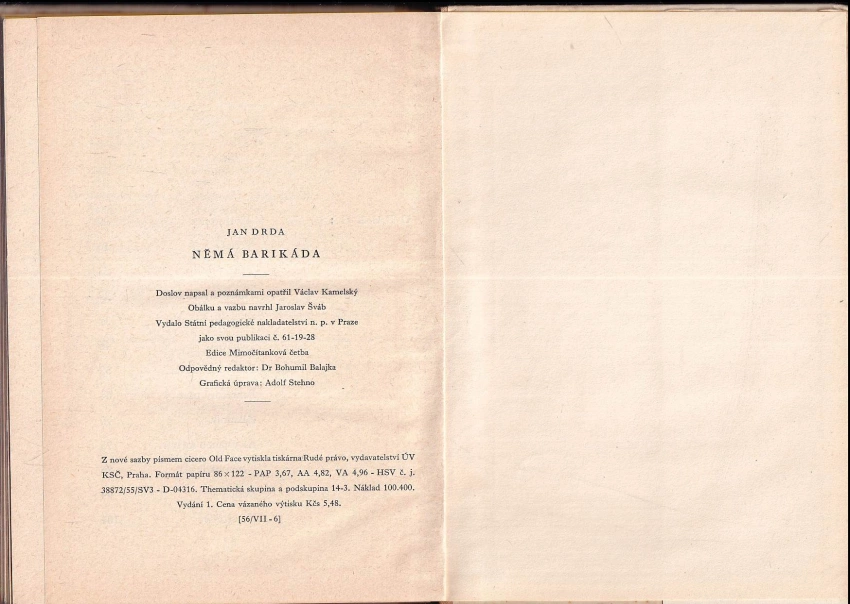 JAN DRDA
NĚMÁ BARIKÁDA
Doslov napsal a poznámkami opatřil Václav Kamelský
Obálku a vazbu navrhl Jaroslav Šváb
Vydalo Státní pedagogické nakladatelství n. p. v Praze
jako svou publikaci č. 61-19-28
Edice Mimočítanková četba
Odpovědný redaktor: Dr Bohumil Balajka
Grafická úprava: Adolf Stehno
Z nové sazby písmem cicero Old Face vytiskla tiskárna Rudé právo, vydavatelství ÚV
KSČ, Praha. Formát papíru 86 × 122 - PAP 3,67, AA 4,82, VA 4,96 - HSV č. j.
38872/55/SV3 - D-04316. Thematická skupina a podskupina 14-3. Náklad 100.400.
Vydání 1. Cena vázaného výtisku Kčs 5,48.
[56/VII - 6]